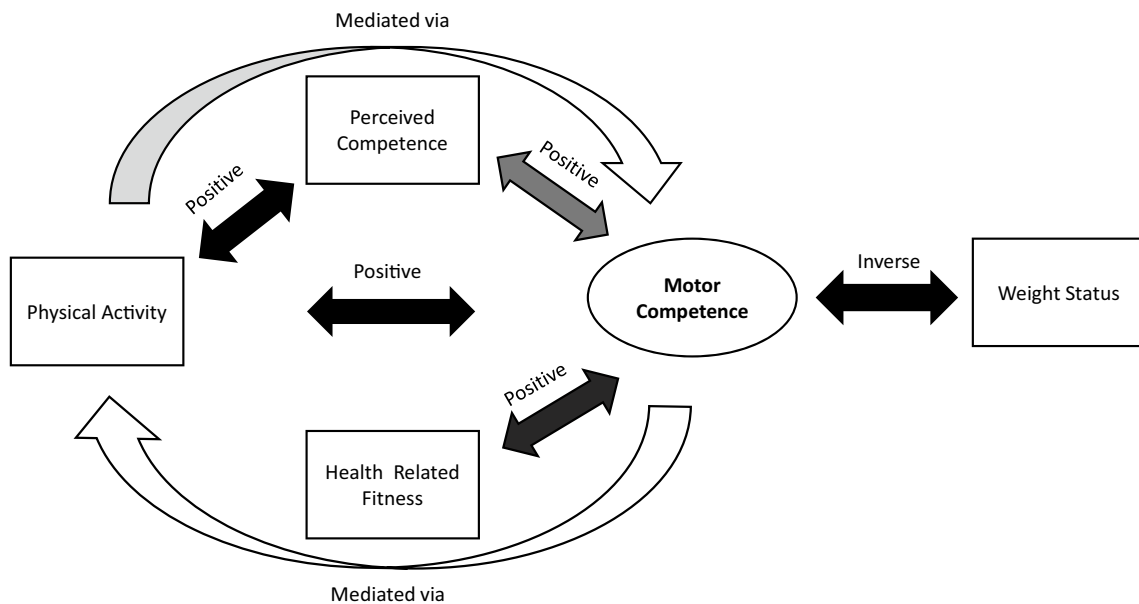 Mediated via
Perceived
Competence
Positive
Positive
Physical Activity
Positive
Motor
Competence
Inverse
Weight Status
Positive
Health Related
Fitness
Mediated via